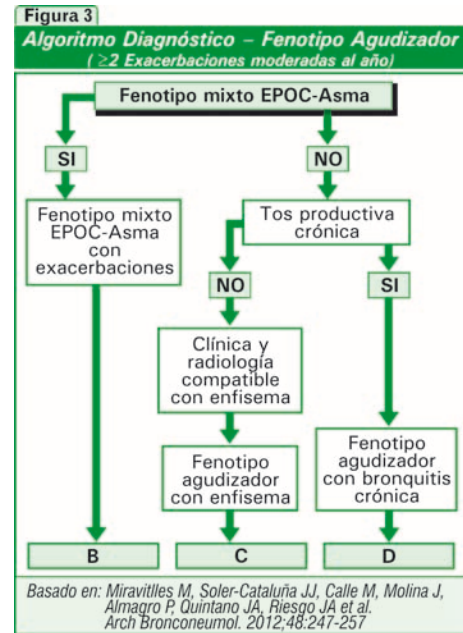 Figura 3
Algoritmo Diagnóstico – Fenotipo Agudizador
( ≥2 Exacerbaciones moderadas al año)
Fenotipo mixto EPOC-Asma
SI
NO
Fenotipo mixto
EPOC-Asma
con
exacerbaciones
Tos productiva
crónica
NO
SI
Clínica y
radiología
compatible
con enfisema
Fenotipo
agudizador
con enfisema
Fenotipo
agudizador
con bronquitis
crónica
B
C
D
Basado en: Miravitlles M, Soler-Cataluña JJ, Calle M, Molina J,
Almagro P, Quintano JA, Riesgo JA et al.
Arch Bronconeumol. 2012;48:247-257